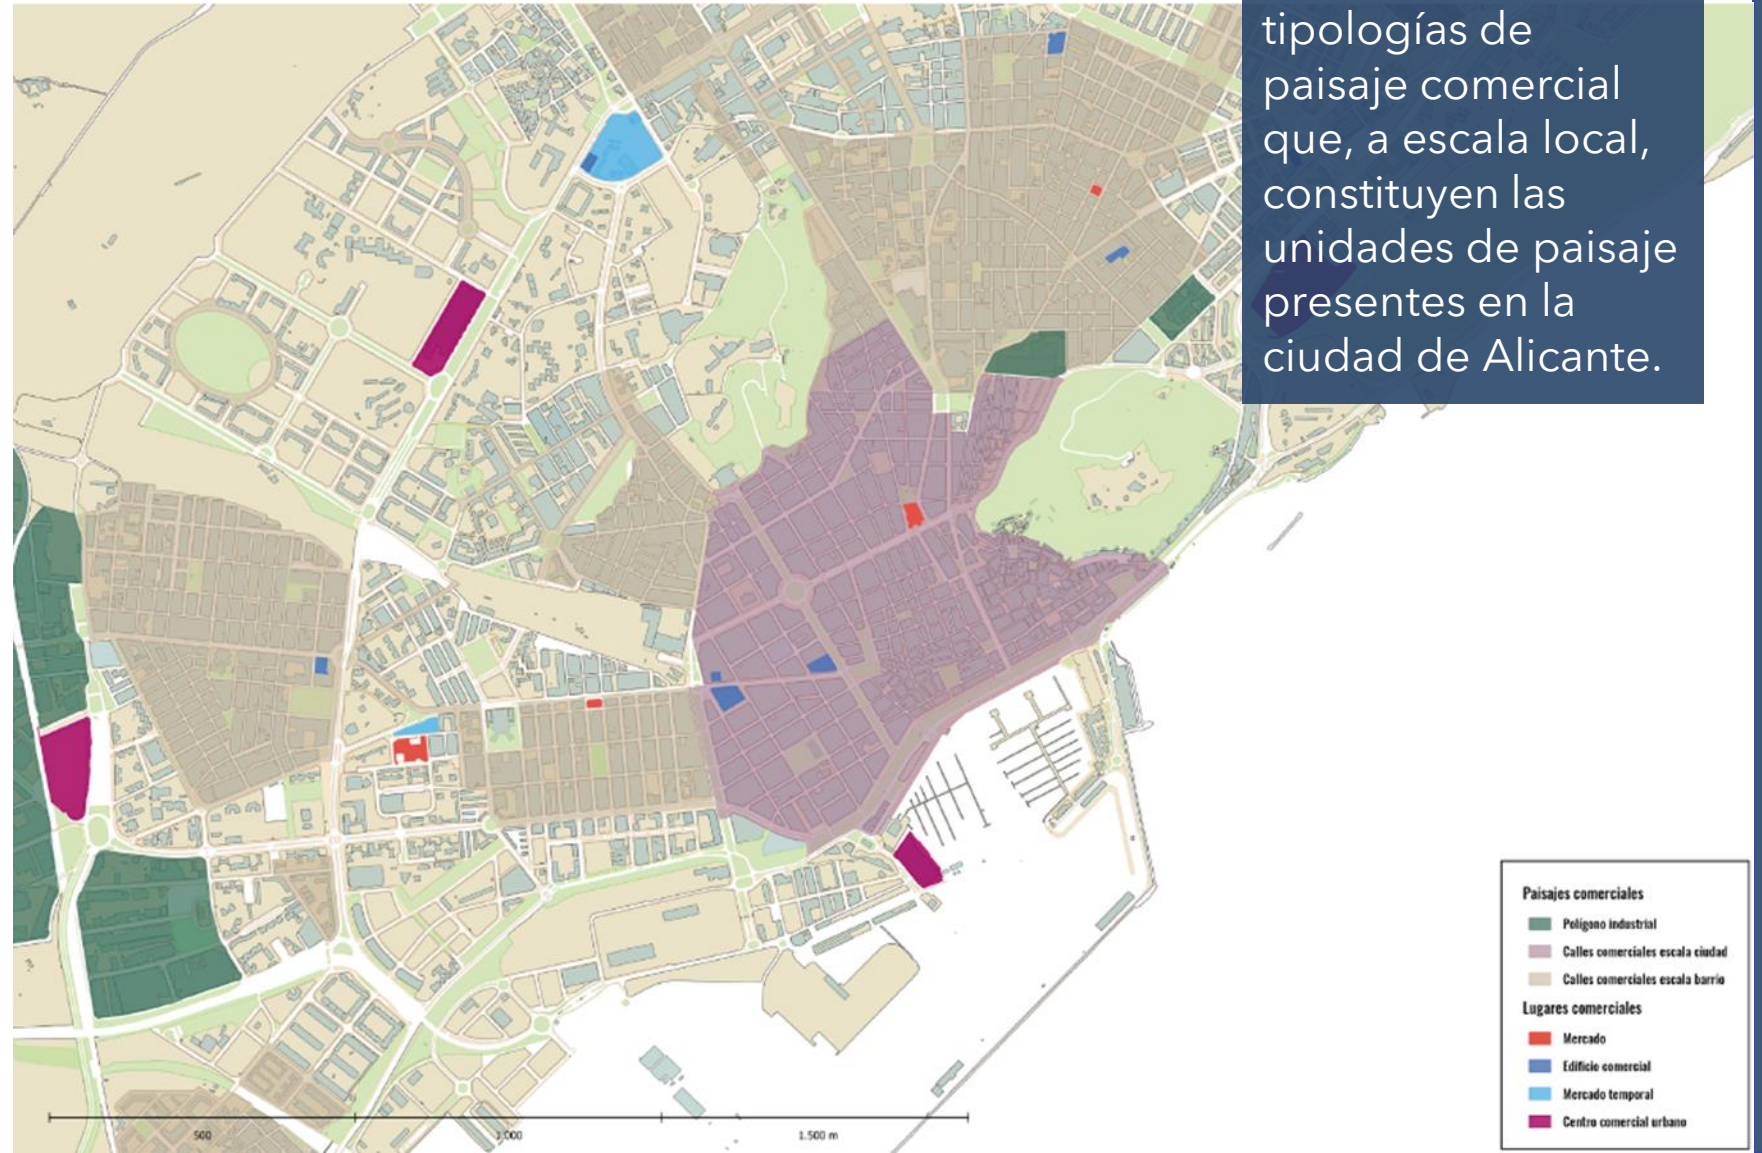 tipologías de
paisaje comercial
que, a escala local,
constituyen las
unidades de paisaje
presentes en la
ciudad de Alicante.
Paisajes comerciales
Polígono industrial
Calles comerciales escala ciudad
Calles comerciales escala barrio
Lugares comerciales
Mercado
Edificio comercial
Mercado temporal
Centro comercial urbano
500 1.000 1.500 m